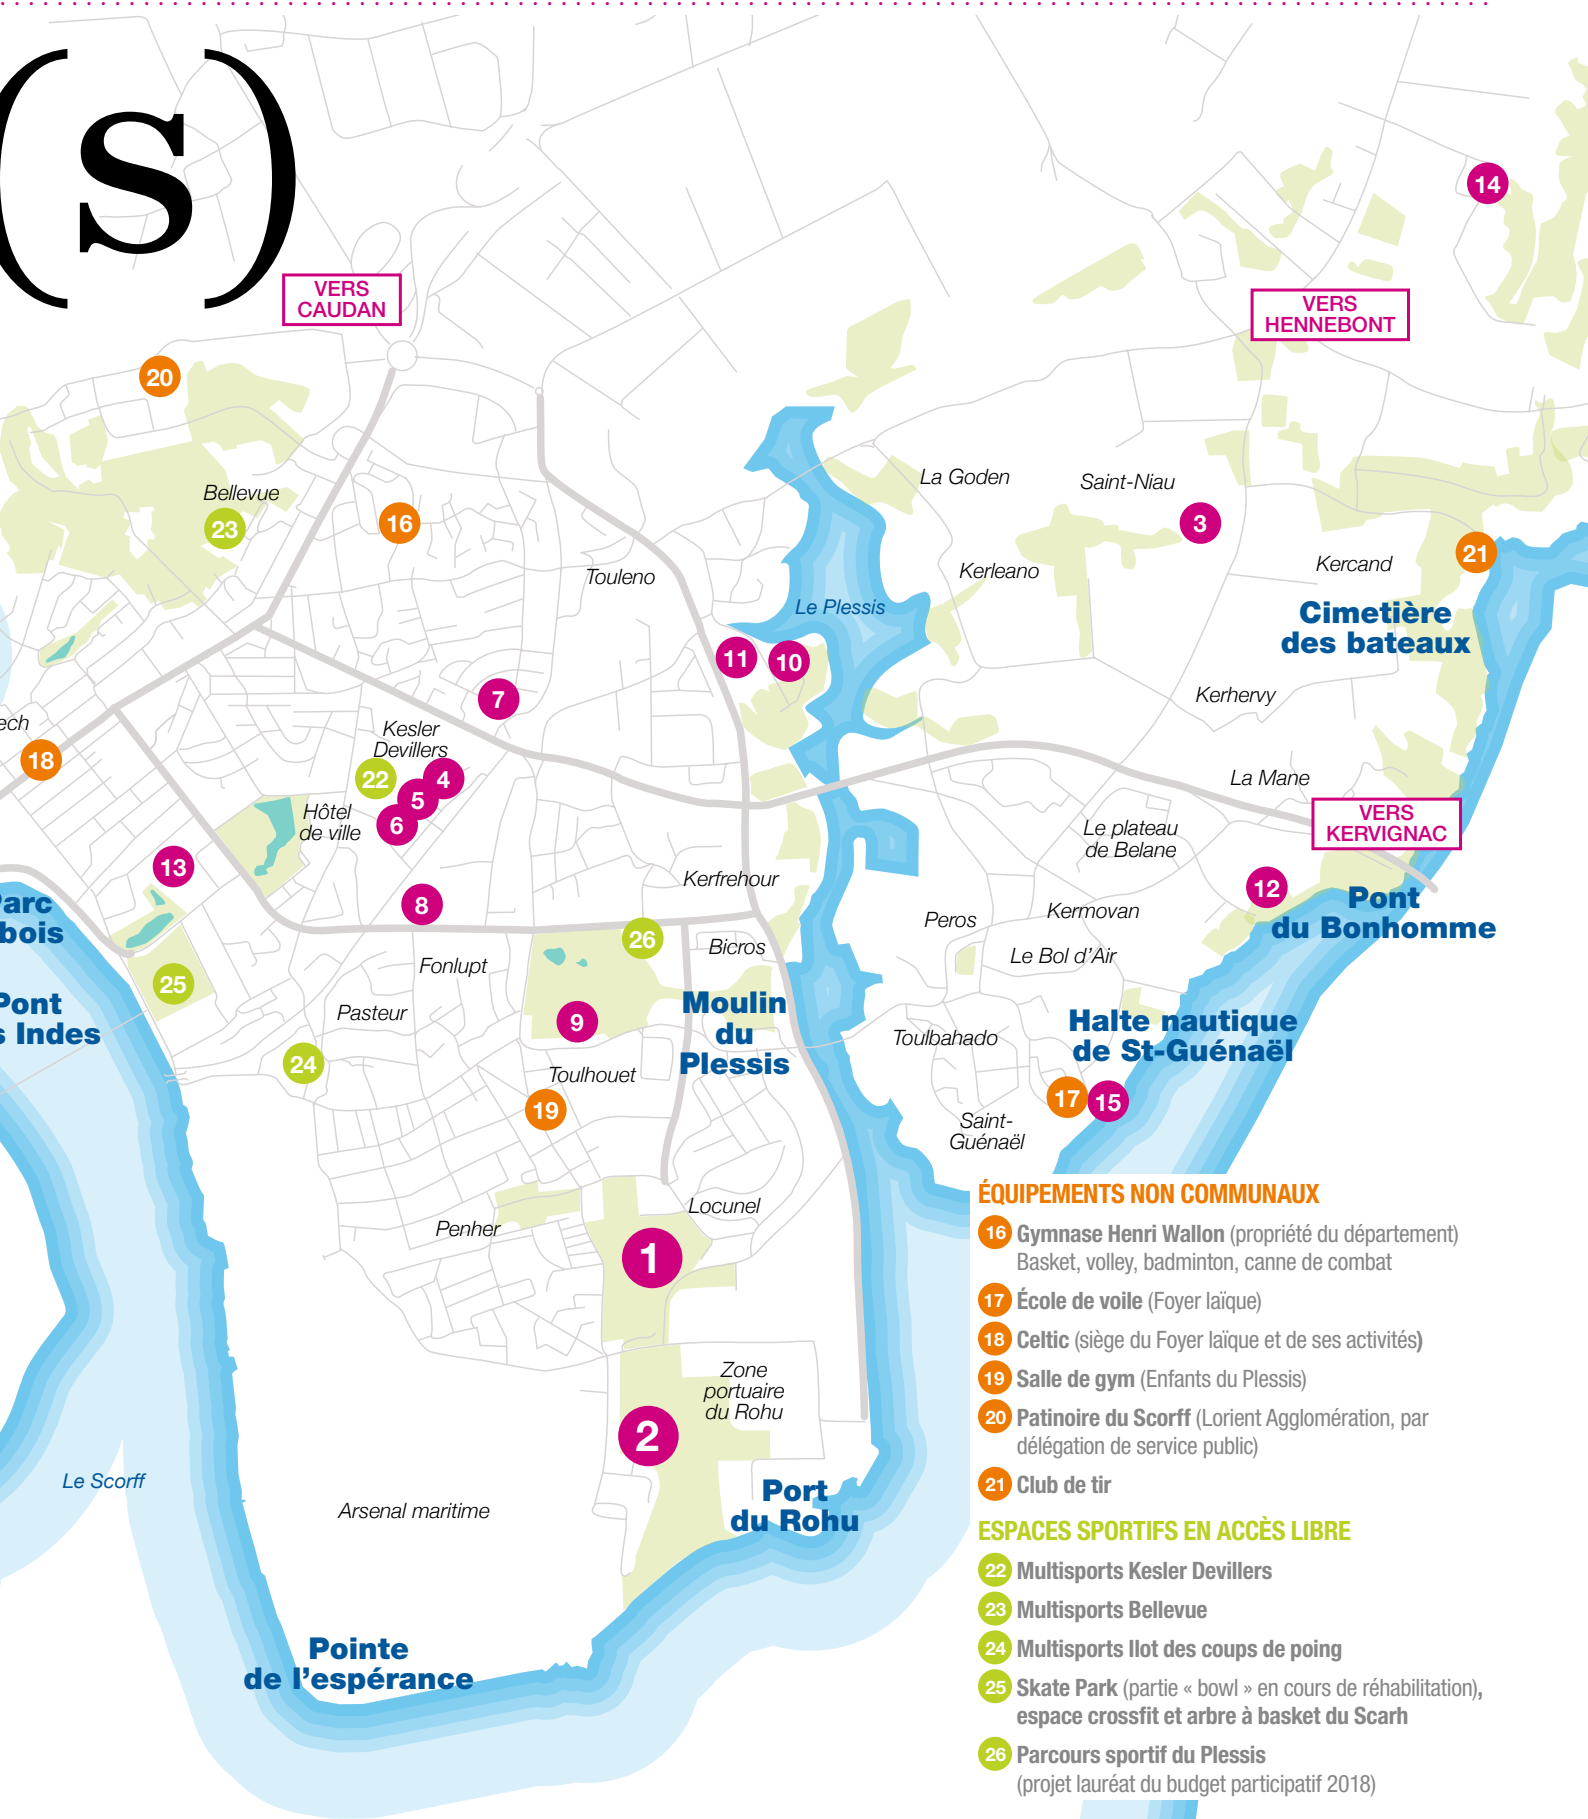 (s)
14
VERS
CAUDAN
VERS
HENNEBONT
20
Bellevue
23
16
La Goden
Saint-Niau
3
Touleno
Kerleano
Kercand
21
Le Plessis
Cimetière
des bateaux
11
10
7
Kerhervy
ech
18
Kesler
Devillers
22
4
5
6
Hôtel
de ville
La Mane
VERS
KERVIGNAC
Le plateau
de Belane
13
8
Kerfrehour
12
Pont
du Bonhomme
Parc
bois
Peros
Kermovan
26
Bicros
Le Bol d’Air
Fonlupt
25
Pont
s Indes
Pasteur
9
Moulin
du
Plessis
Toulbahado
Halte nautique
de St-Guénaël
24
Toulhouet
19
17
15
Saint-
Guénaël
Locunel
Penher
1
Zone
portuaire
du Rohu
2
Le Scorff
Arsenal maritime
Port
du Rohu
Pointe
de l’espérance
ÉQUIPEMENTS NON COMMUNAUX
16 Gymnase Henri Wallon (propriété du département)
Basket, volley, badminton, canne de combat
17 École de voile (Foyer laïque)
18 Celtic (siège du Foyer laïque et de ses activités)
19 Salle de gym (Enfants du Plessis)
20 Patinoire du Scorff (Lorient Agglomération, par
délégation de service public)
21 Club de tir
ESPACES SPORTIFS EN ACCÈS LIBRE
22 Multisports Kesler Devillers
23 Multisports Bellevue
24 Multisports Ilot des coups de poing
25 Skate Park (partie « bowl » en cours de réhabilitation),
espace crossfit et arbre à basket du Scarh
26 Parcours sportif du Plessis
(projet lauréat du budget participatif 2018)